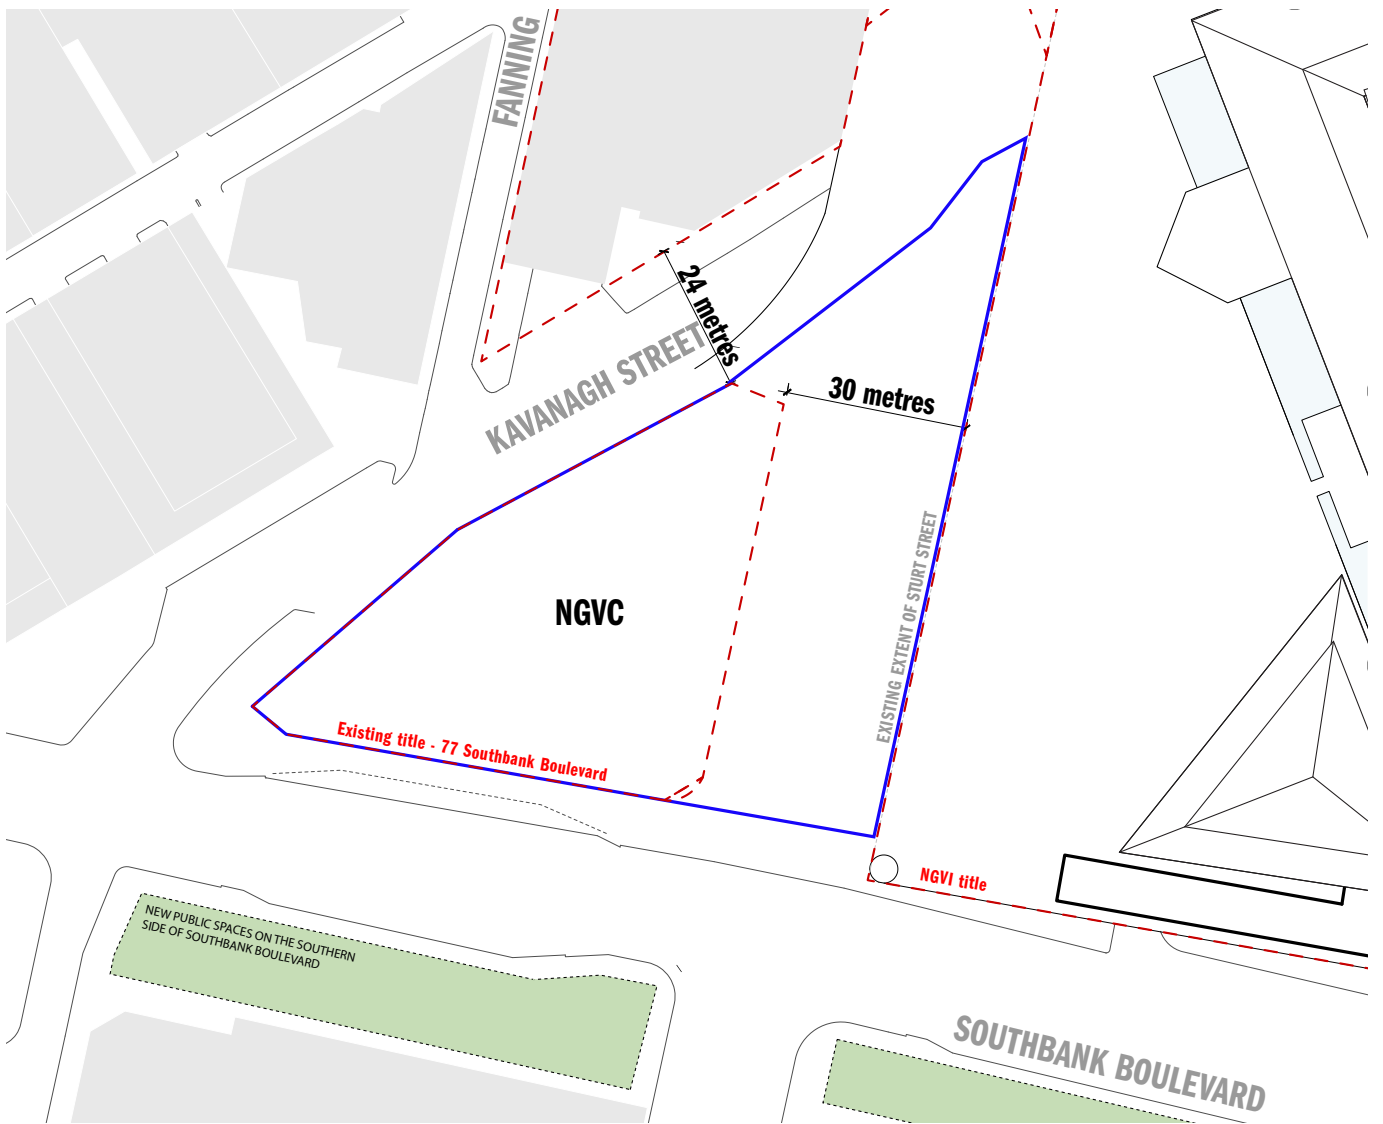 FANNING
24 metres
KAVANAGH STREET
30 metres
EXISTING EXTENT OF STURT STREET
NGVC
Existing title - 77 Southbank Boulevard
NGVI title
NEW PUBLIC SPACES ON THE SOUTHERN
SIDE OF SOUTHBANK BOULEVARD
SOUTHBANK BOULEVARD